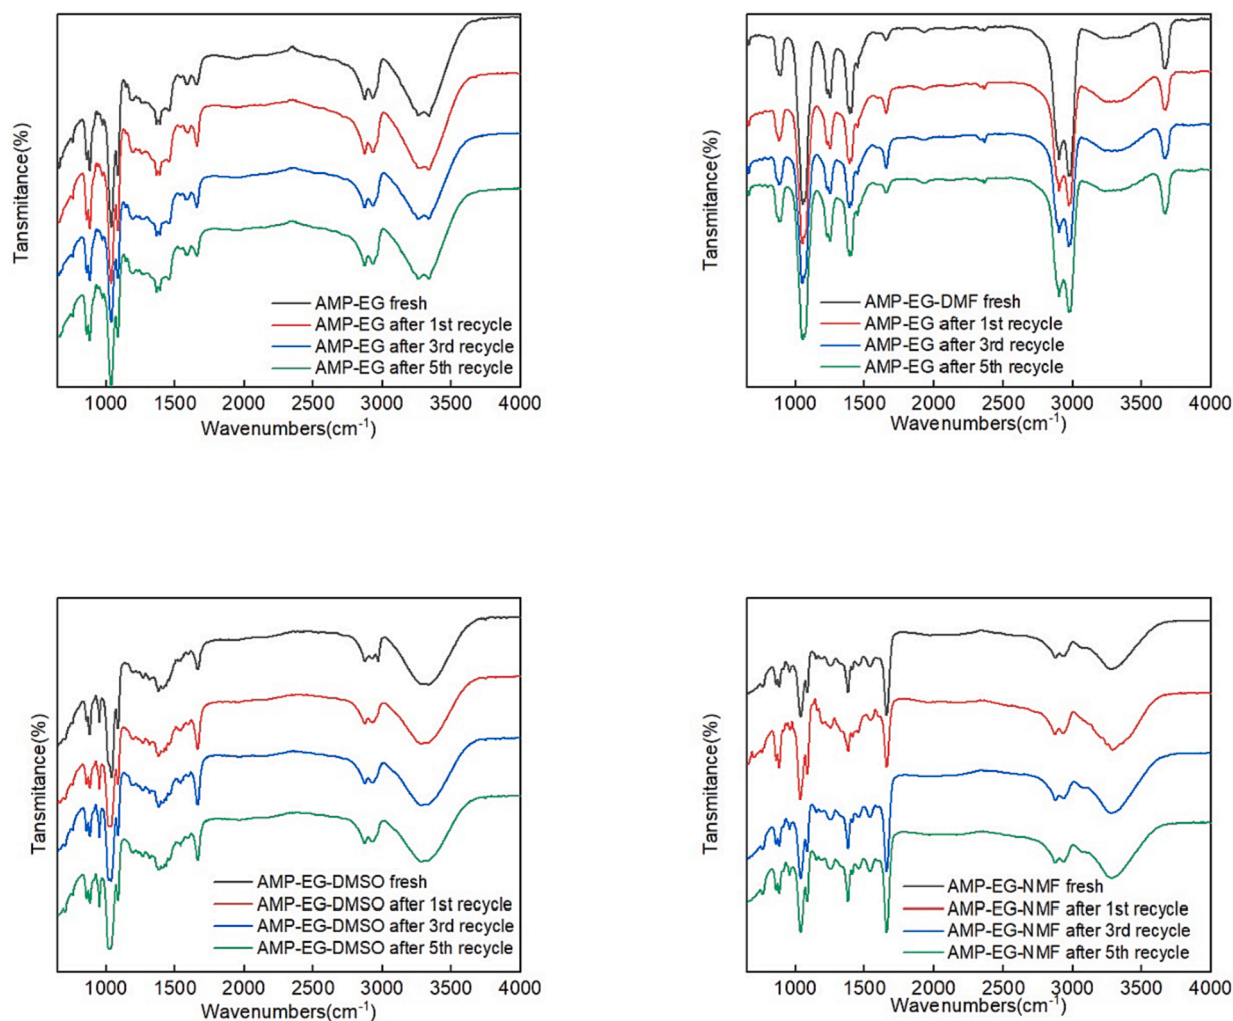 Tansmitance(%)
AMP-EG fresh
AMP-EG after 1st recycle
AMP-EG after 3rd recycle
AMP-EG after 5th recycle
1000 1500 2000 2500 3000 3500 4000
Wavenumbers(cm-1)
Tansmitance(%)
AMP-EG-DMF fresh
AMP-EG after 1st recycle
AMP-EG after 3rd recycle
AMP-EG after 5th recycle
1000 1500 2000 2500 3000 3500 4000
Wavenumbers(cm-1)
Tansmitance(%)
AMP-EG-DMSO fresh
AMP-EG-DMSO after 1st recycle
AMP-EG-DMSO after 3rd recycle
AMP-EG-DMSO after 5th recycle
1000 1500 2000 2500 3000 3500 4000
Wavenumbers(cm-1)
Tansmitance(%)
AMP-EG-NMF fresh
AMP-EG-NMF after 1st recycle
AMP-EG-NMF after 3rd recycle
AMP-EG-NMF after 5th recycle
1000 1500 2000 2500 3000 3500 4000
Wavenumbers(cm-1)